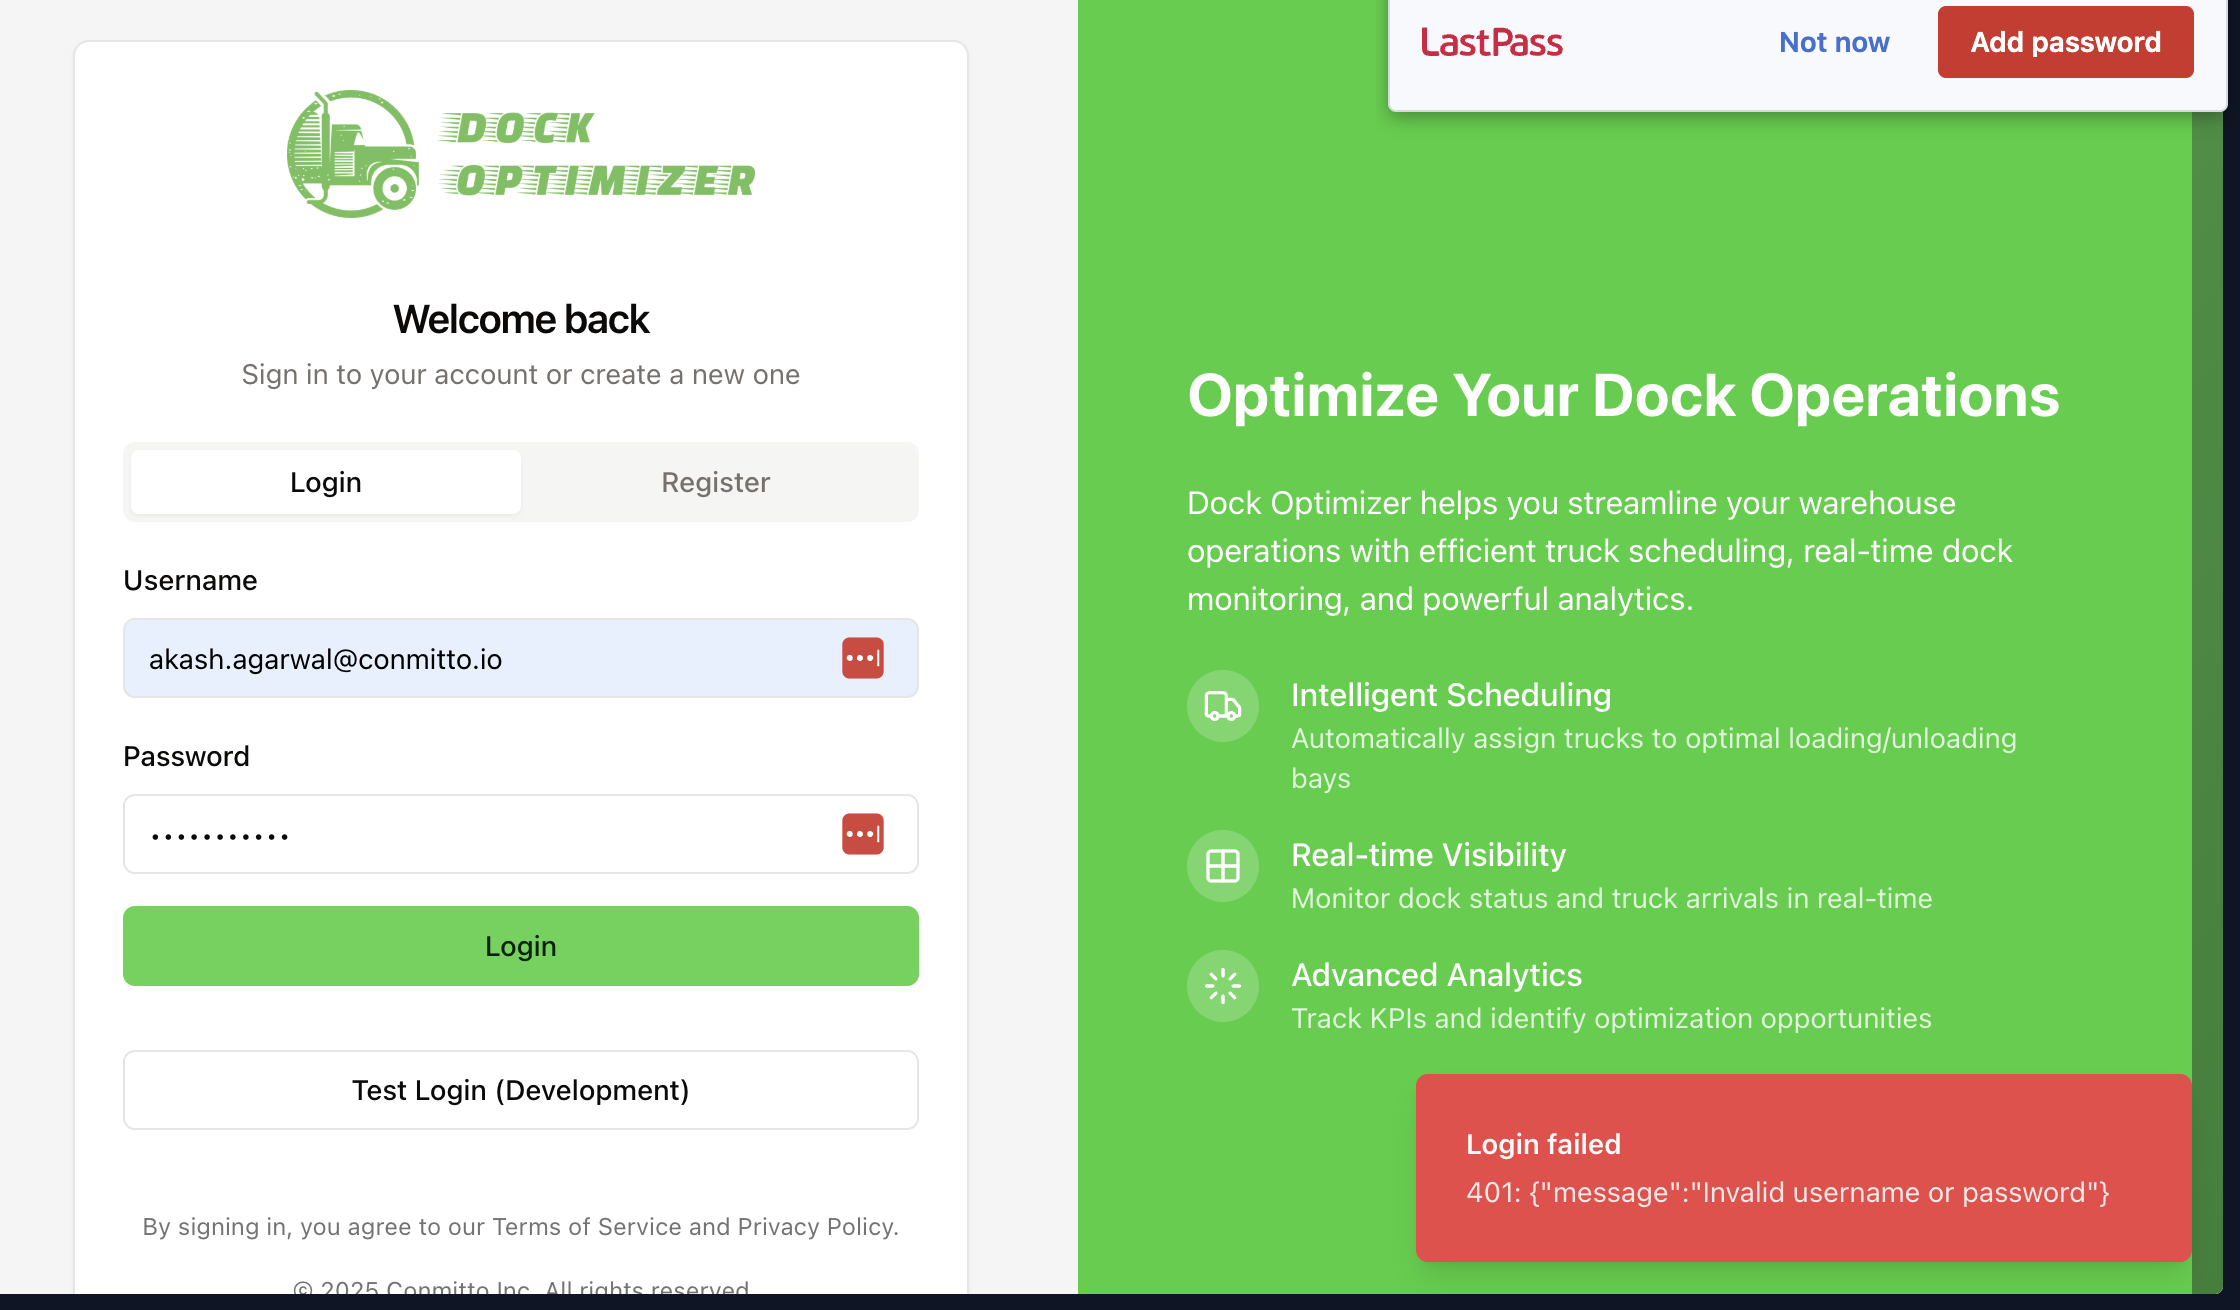 DOCK
OPTIMIZER
Welcome back
Sign in to your account or create a new one
Login
Register
Username
akash.agarwal@conmitto.io
Password
...........
Login
Test Login (Development)
By signing in, you agree to our Terms of Service and Privacy Policy.
© 2025 Conmitto Inc. All rights reserved
LastPass
Not now
Add password
Optimize Your Dock Operations
Dock Optimizer helps you streamline your warehouse
operations with efficient truck scheduling, real-time dock
monitoring, and powerful analytics.
Intelligent Scheduling
Automatically assign trucks to optimal loading/unloading
bays
Real-time Visibility
Monitor dock status and truck arrivals in real-time
Advanced Analytics
Track KPIs and identify optimization opportunities
Login failed
401: {"message":"Invalid username or password"}